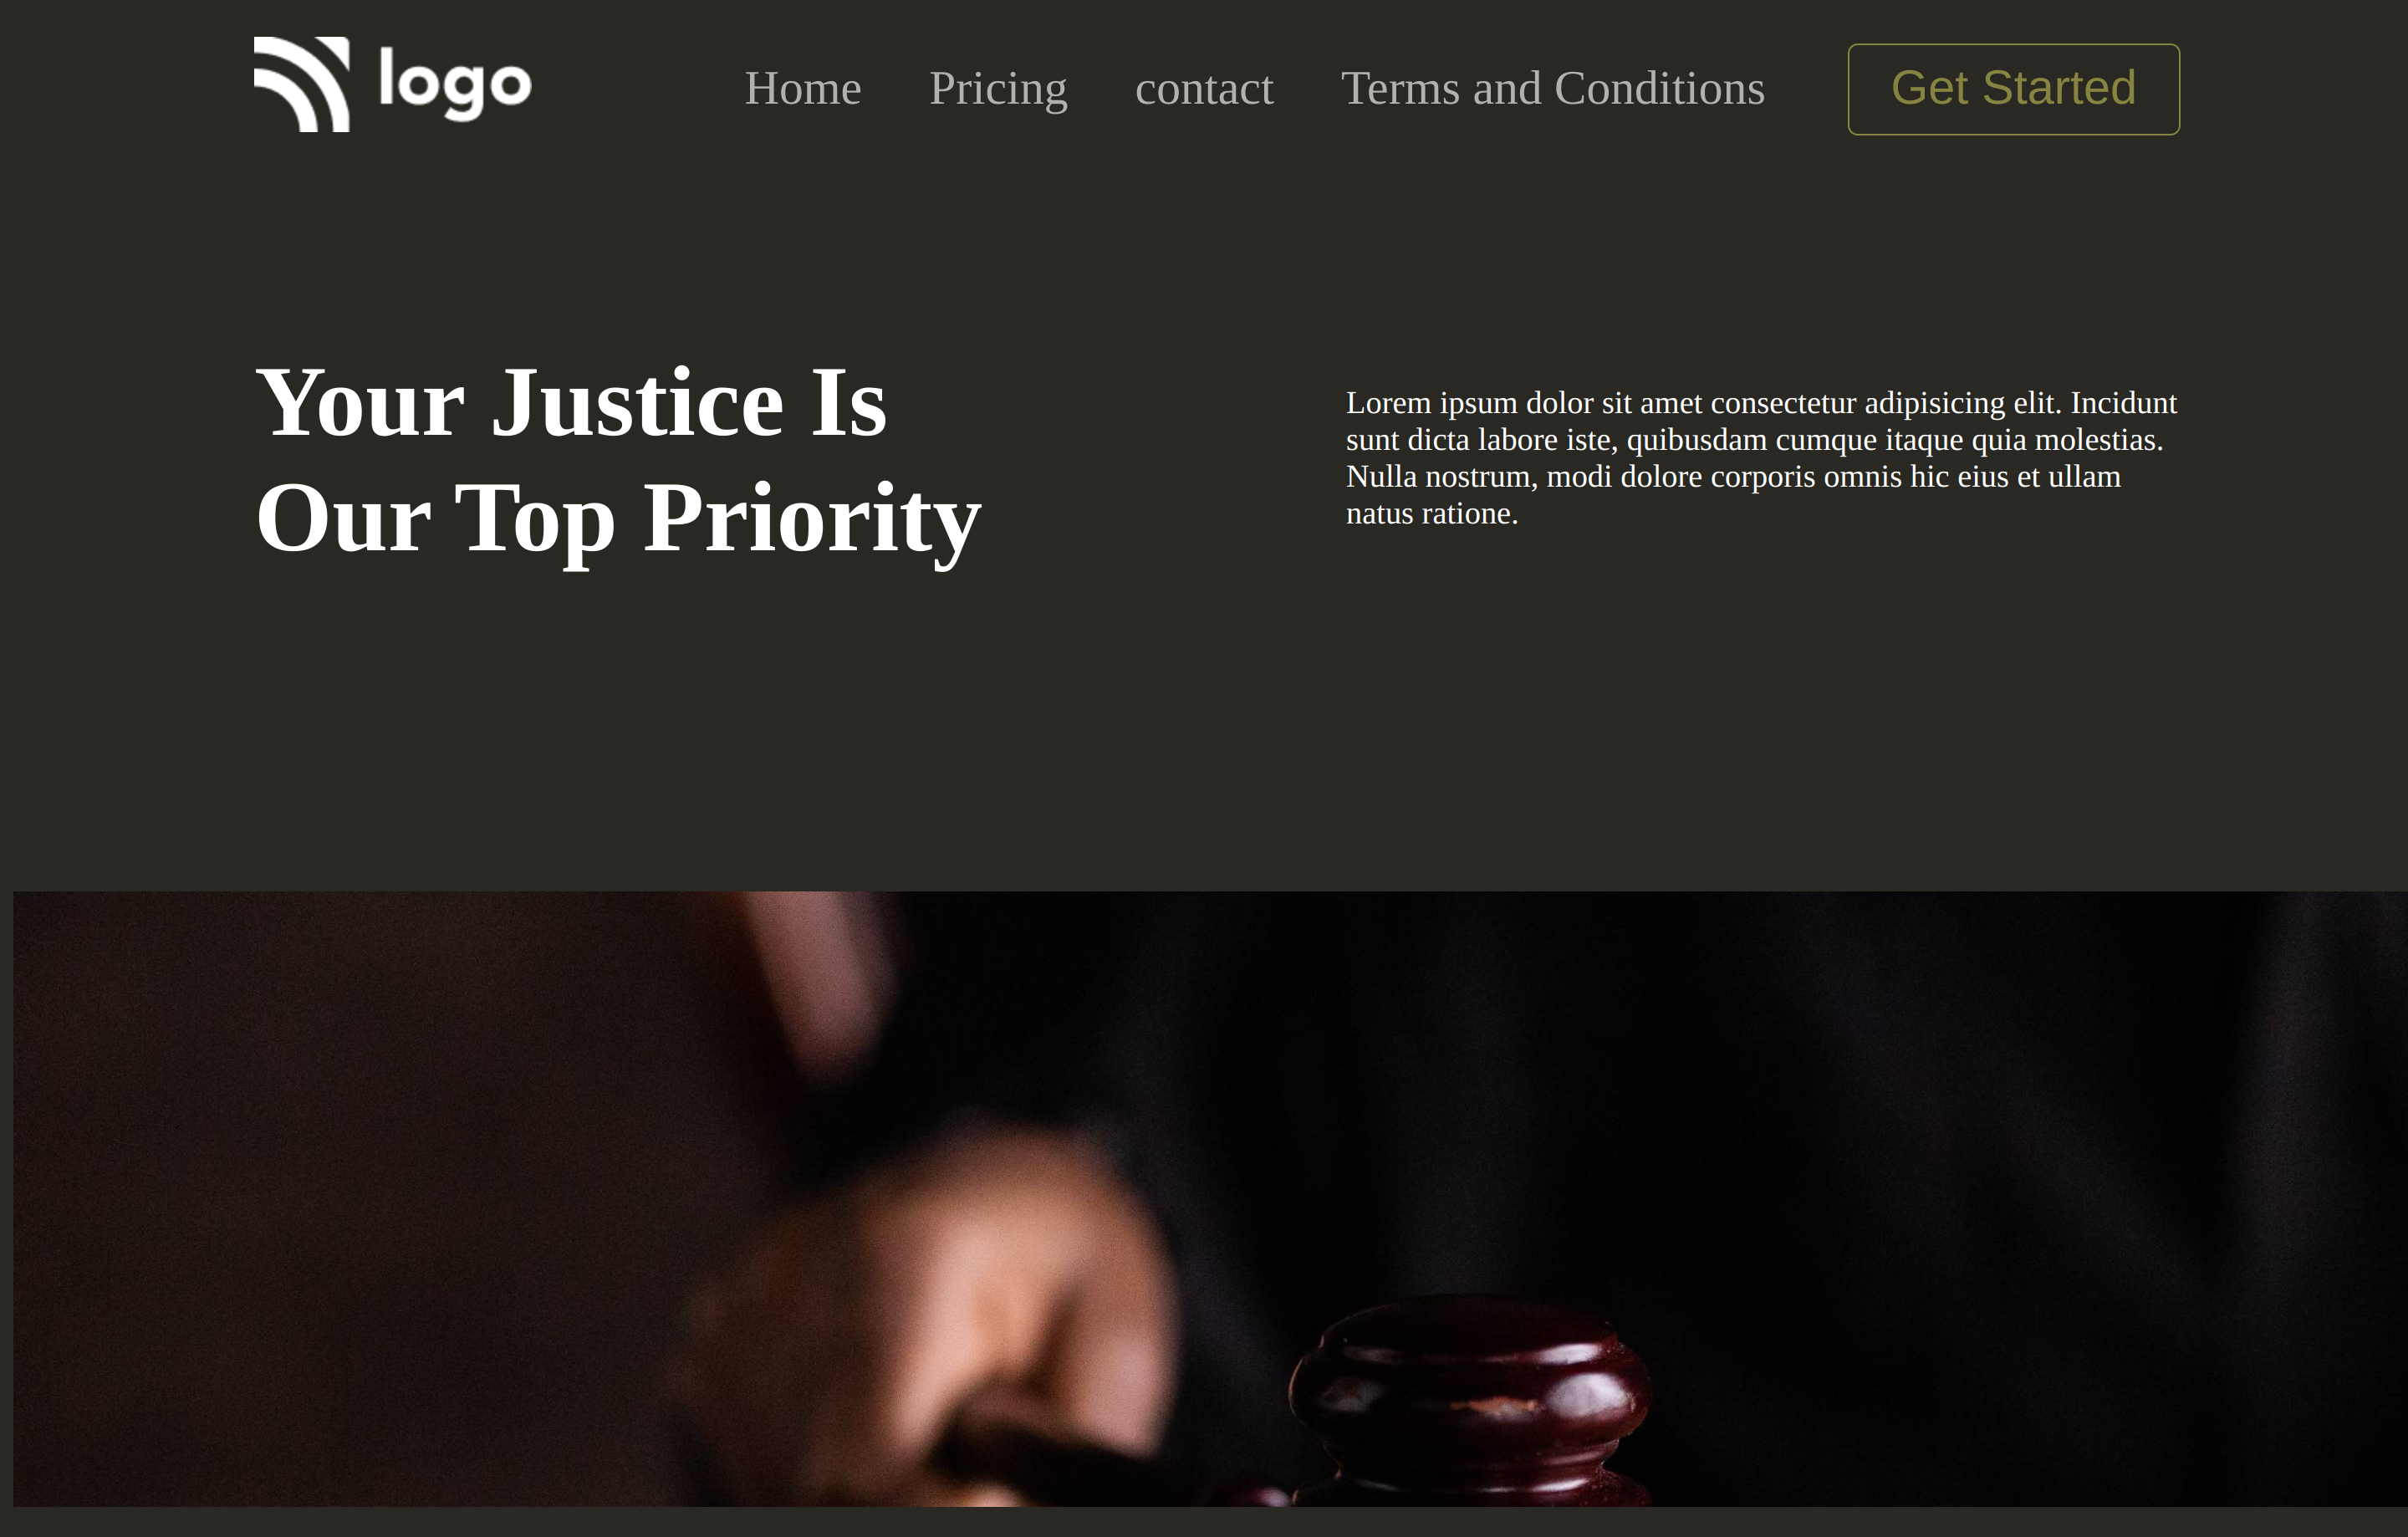 logo
Home Pricing contact Terms and Conditions Get Started
Your Justice Is
Our Top Priority
Lorem ipsum dolor sit amet consectetur adipisicing elit. Incidunt
sunt dicta labore iste, quibusdam cumque itaque quia molestias.
Nulla nostrum, modi dolore corporis omnis hic eius et ullam
natus ratione.